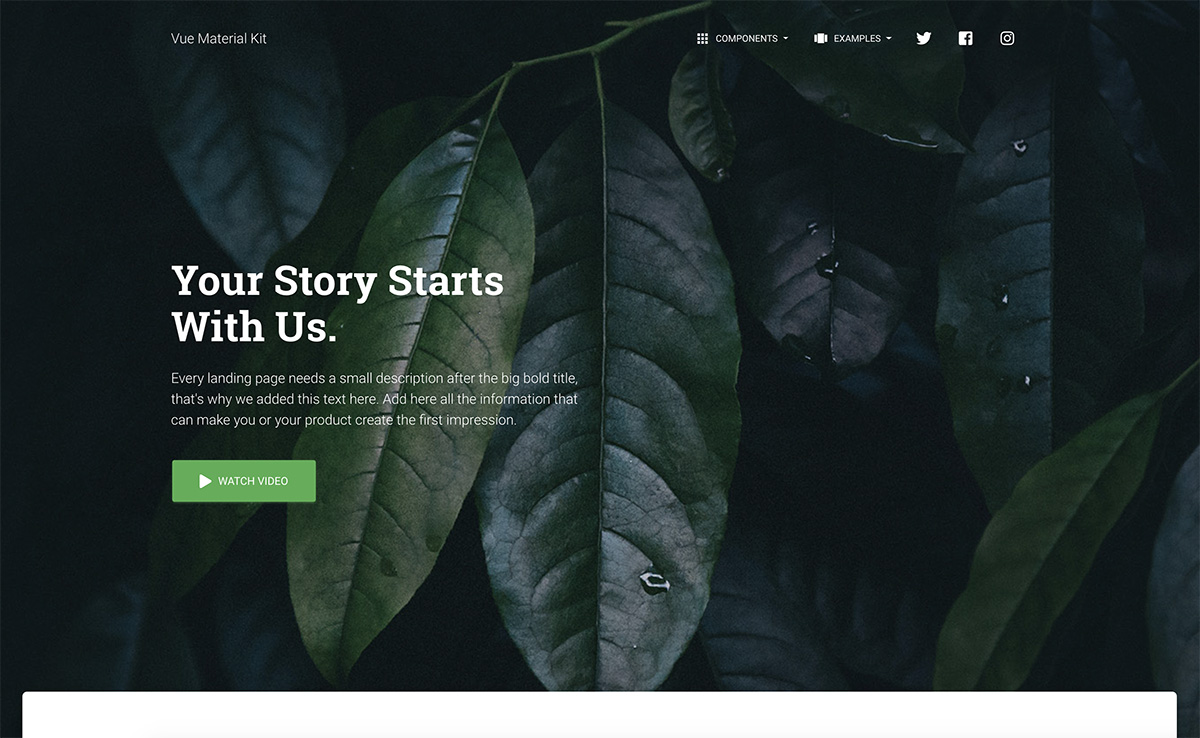 Vue Material Kit
COMPONENTS
EXAMPLES
Your Story Starts
With Us.
Every landing page needs a small description after the big bold title,
that's why we added this text here. Add here all the information that
can make you or your product create the first impression.
WATCH VIDEO